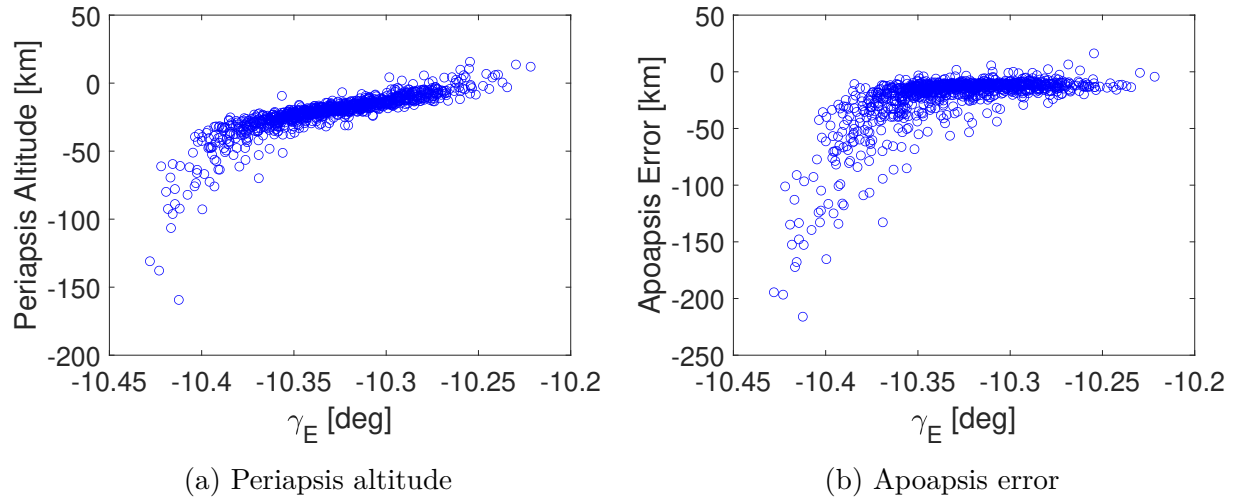 50
0
-50
-100
-150
-200
Periapsis Altitude [km]
-10.45 -10.4 -10.35 -10.3 -10.25 -10.2
γE [deg]
(a) Periapsis altitude
50
0
-50
-100
-150
-200
-250
Apoapsis Error [km]
-10.45 -10.4 -10.35 -10.3 -10.25 -10.2
γE [deg]
(b) Apoapsis error